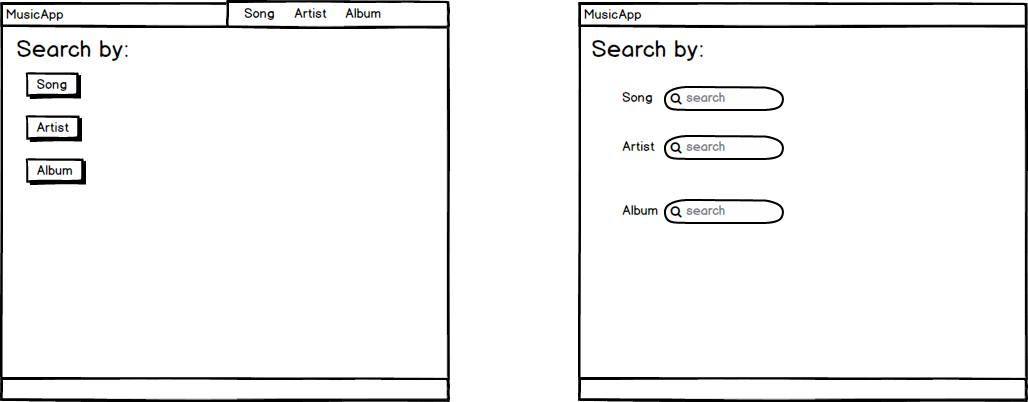 MusicApp
Song Artist Album
Search by:
Song
Artist
Album
MusicApp
Search by:
Song search
Artist search
Album search